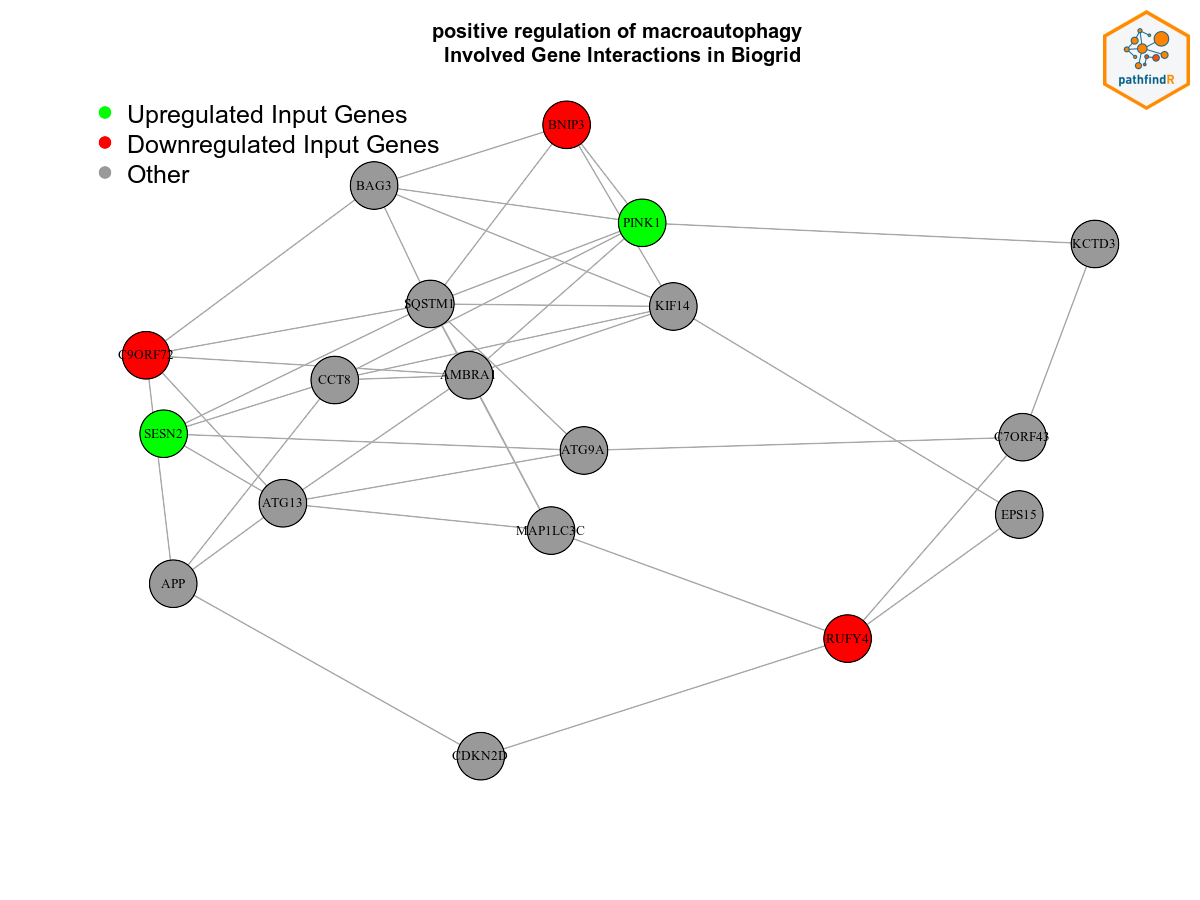 positive regulation of macroautophagy
Involved Gene Interactions in Biogrid
pathfindR
Upregulated Input Genes
Downregulated Input Genes
Other
BNIP3
BAG3
PINK1
KCTD3
SQSTM1
KIF14
C9ORF72
CCT8
AMBRA1
SESN2
ATG9A
C7ORF43
ATG13
EPS15
MAP1LC3C
APP
RUFY4
CDKN2D